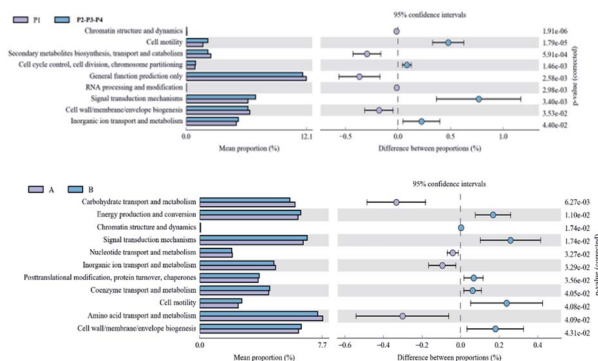 P1 P2-P3-P4
95% confidence intervals
Chromatin structure and dynamics 1.91e-06
Cell motility 1.79e-05
Secondary metabolites biosynthesis, transport and catabolism 5.91e-04
Cell cycle control, cell division, chromosome partitioning 1.46e-03
General function prediction only 2.58e-03
RNA processing and modification 2.98e-03
Signal transduction mechanisms 3.40e-03
Cell wall/membrane/envelope biogenesis 3.53e-02
Inorganic ion transport and metabolism 4.40e-02
p-value (corrected)
0.0 12.1 −0.5 0.0 0.5 1.0
Mean proportion (%) Difference between proportions (%)
A B
95% confidence intervals
Carbohydrate transport and metabolism 6.27e-03
Energy production and conversion 1.10e-02
Chromatin structure and dynamics 1.74e-02
Signal transduction mechanisms 1.74e-02
Nucleotide transport and metabolism 3.27e-02
Inorganic ion transport and metabolism 3.29e-02
Posttranslational modification, protein turnover, chaperones 3.56e-02
Coenzyme transport and metabolism 4.05e-02
Cell motility 4.08e-02
Amino acid transport and metabolism 4.09e-02
Cell wall/membrane/envelope biogenesis 4.31e-02
p-value (corrected)
0.0 7.7 −0.6 −0.4 −0.2 0.0 0.2 0.4
Mean proportion (%) Difference between proportions (%)